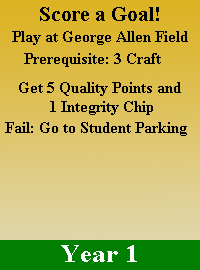 Score a Goal!
Play at George Allen Field
Prerequisite: 3 Craft
Get 5 Quality Points and
1 Integrity Chip
Fail: Go to Student Parking
Year 1